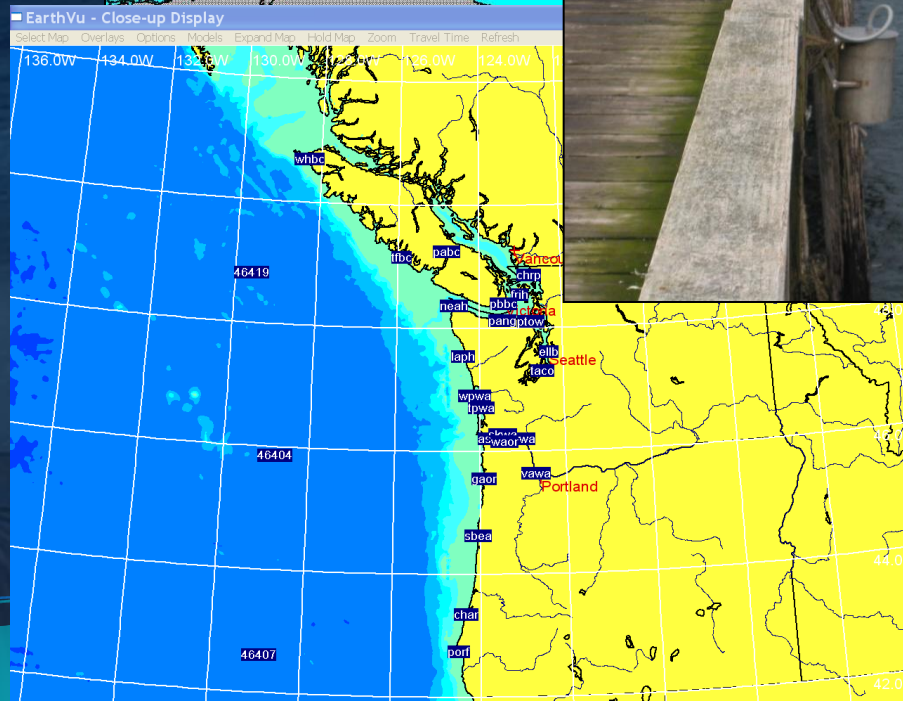 EarthVu - Close-up Display
Select Map Overlays Options Models Expand Map Hold Map Zoom Travel Time Refresh
136.0W 134.0W 130.0W 124.0W
whbc
tfbc
pabc
46419
chrp
frih
neah
pbbc
pang
ptow
laph
ellb
Seattle
taco
wpwa
tpwa
waor
46404
vawa
gaor
Portland
sbea
44.0
char
porf
46407
42.0